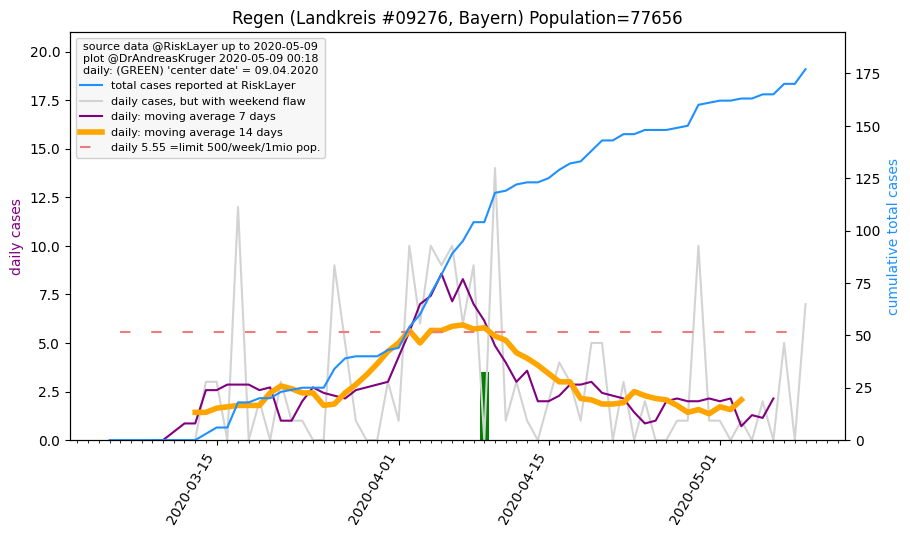 Regen (Landkreis #09276, Bayern) Population=77656
source data @RiskLayer up to 2020-05-09
plot @DrAndreasKruger 2020-05-09 00:18
daily: (GREEN) 'center date' = 09.04.2020
total cases reported at RiskLayer
daily cases, but with weekend flaw
daily: moving average 7 days
daily: moving average 14 days
daily 5.55 =limit 500/week/1mio pop.
daily cases
20.0
17.5
15.0
12.5
10.0
7.5
5.0
2.5
0.0
cumulative total cases
175
150
125
100
75
50
25
0
2020-03-15
2020-04-01
2020-04-15
2020-05-01